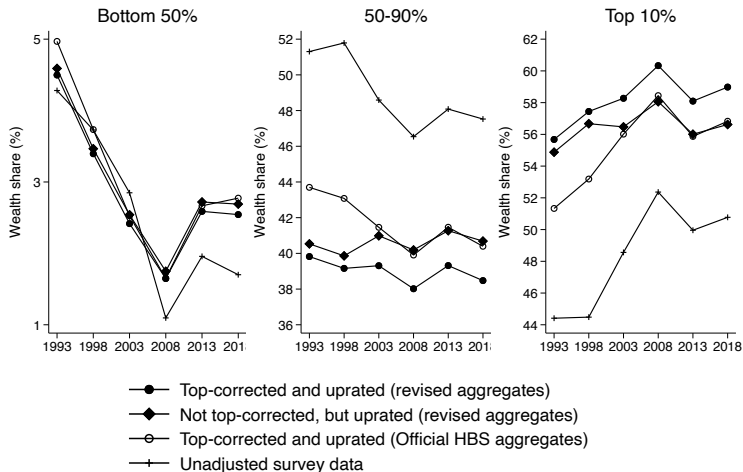 Bottom 50%
Wealth share (%)
5
3
1
1993 1998 2003 2008 2013 201
50-90%
Wealth share (%)
52
50
48
46
44
42
40
38
36
1993 1998 2003 2008 2013 201
Top 10%
Wealth share (%)
62
60
58
56
54
52
50
48
46
44
1993 1998 2003 2008 2013 2018
Top-corrected and uprated (revised aggregates)
Not top-corrected, but uprated (revised aggregates)
Top-corrected and uprated (Official HBS aggregates)
Unadjusted survey data